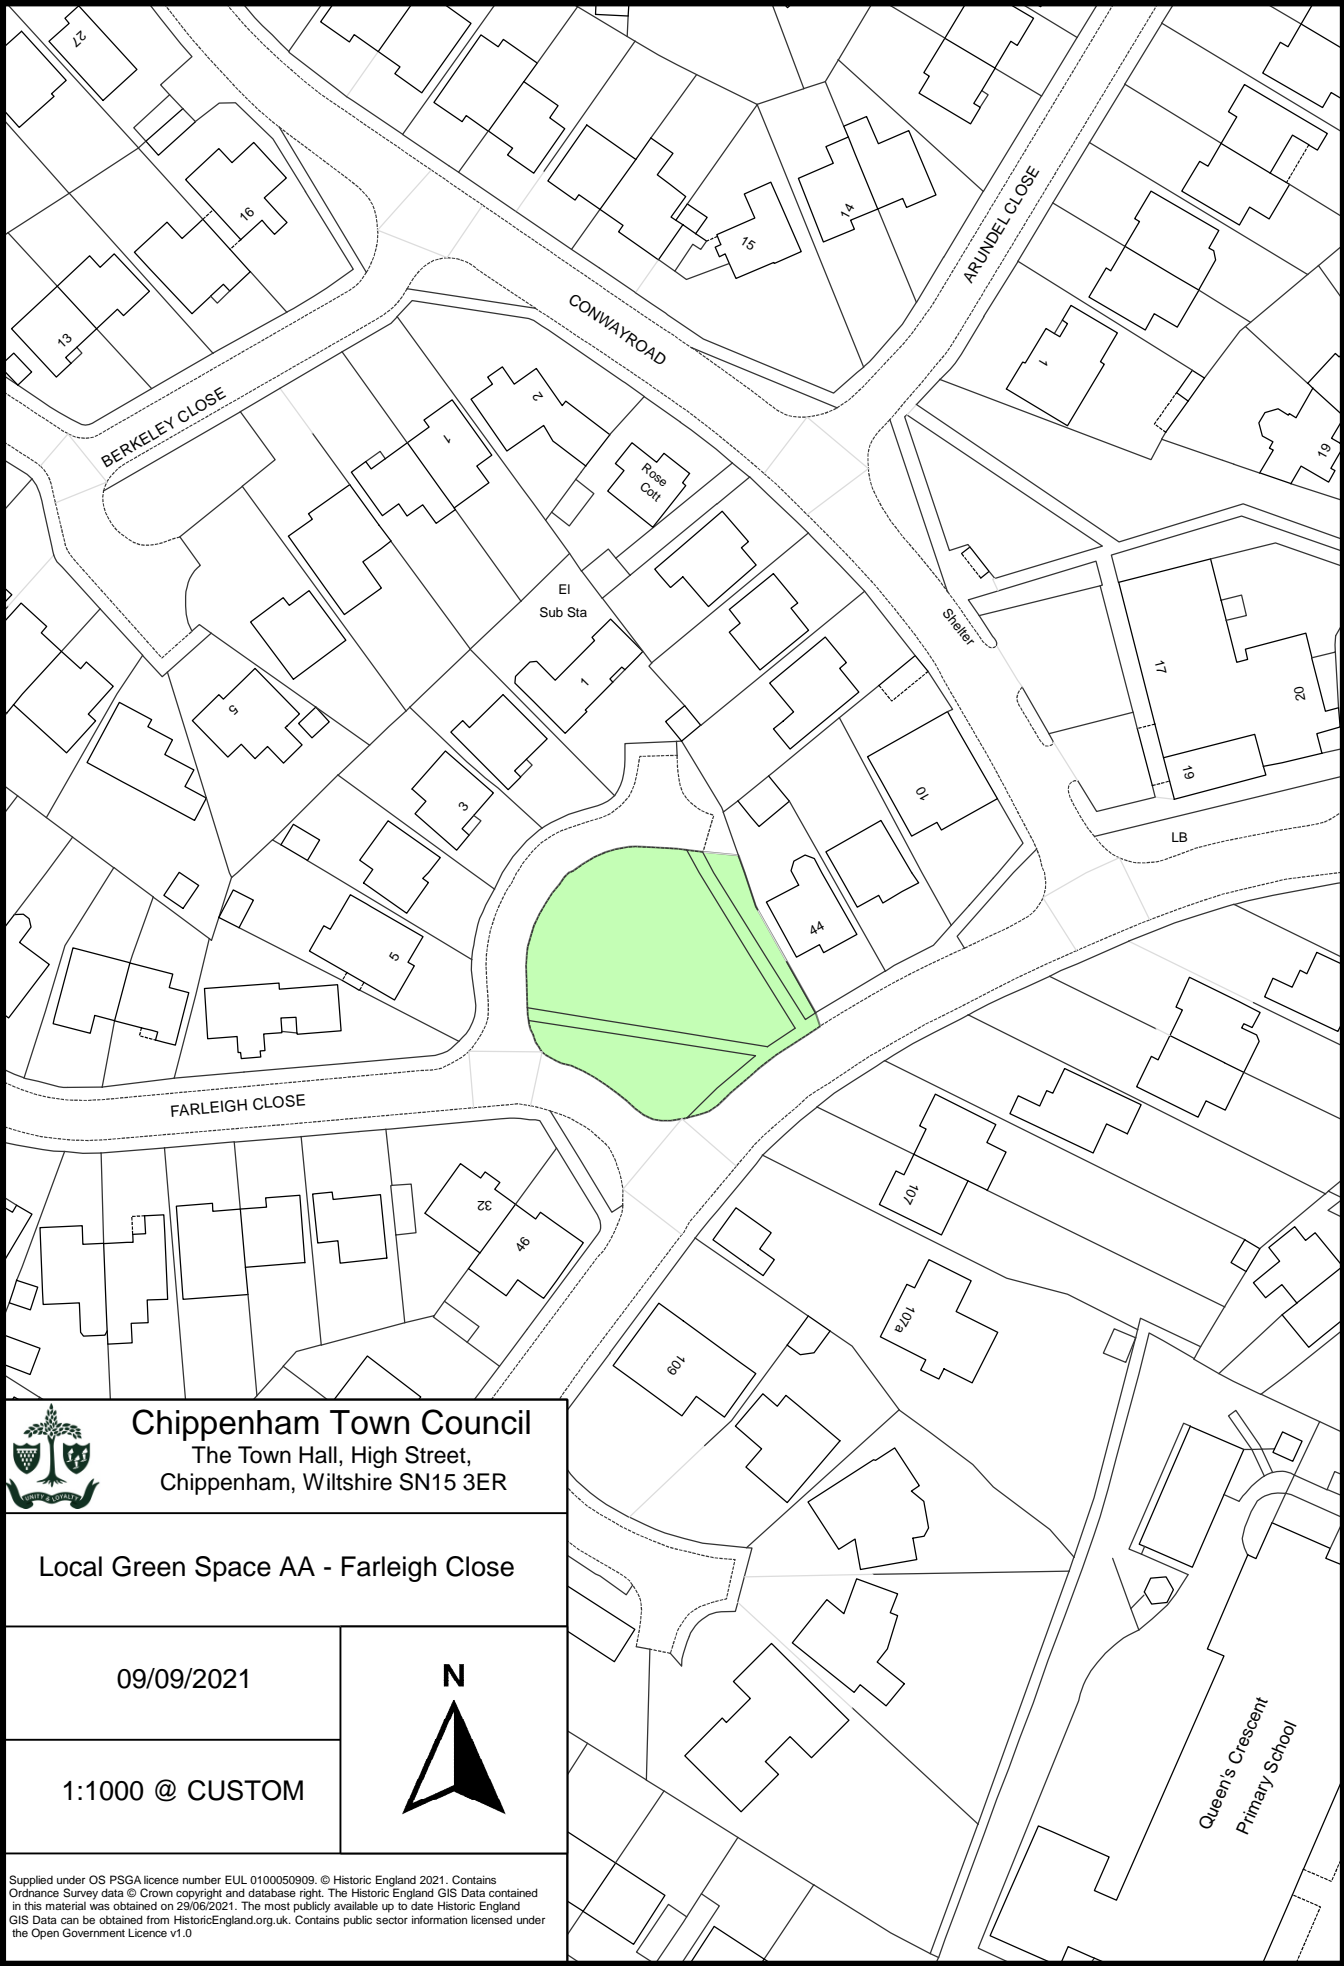 27
16
15
14
ARUNDEL CLOSE
13
CONWAYROAD
1
BERKELEY CLOSE
2
1
19
Rose
Cott
El
Sub Sta
Shelter
17
20
1
5
19
10
3
LB
44
5
FARLEIGH CLOSE
107
32
46
107a
109
Chippenham Town Council
The Town Hall, High Street,
Chippenham, Wiltshire SN15 3ER
UNITY & LOYALTY
Local Green Space AA - Farleigh Close
09/09/2021
N
1:1000 @ CUSTOM
Queen's Crescent
Primary School
Supplied under OS PSGA licence number EUL 0100050909. © Historic England 2021. Contains
Ordnance Survey data © Crown copyright and database right. The Historic England GIS Data contained
in this material was obtained on 29/06/2021. The most publicly available up to date Historic England
GIS Data can be obtained from HistoricEngland.org.uk. Contains public sector information licensed under
the Open Government Licence v1.0